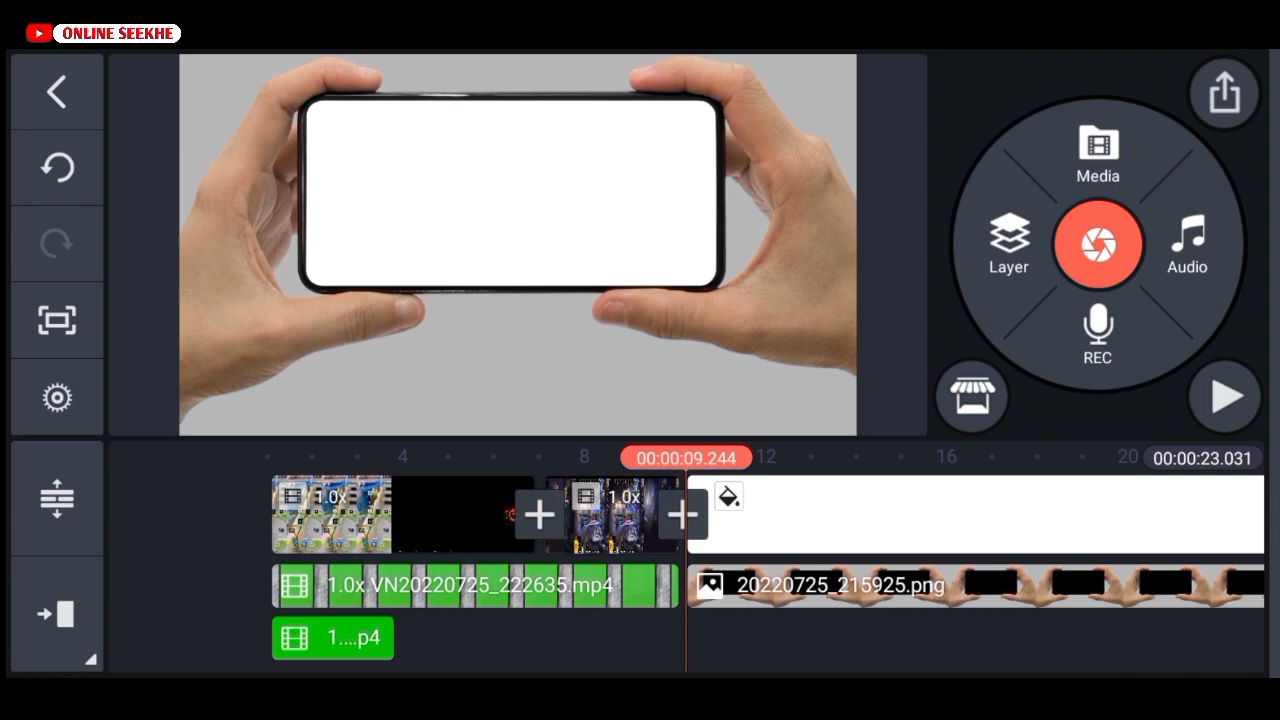 ONLINE SEEKHE
Media
Layer
Audio
REC
4
8
00:00:09.244
12
16
20
00:00:23.031
1.0x
1.0x
1.0x VN20220725_222635.mp4
20220725_215925.png
1....p4